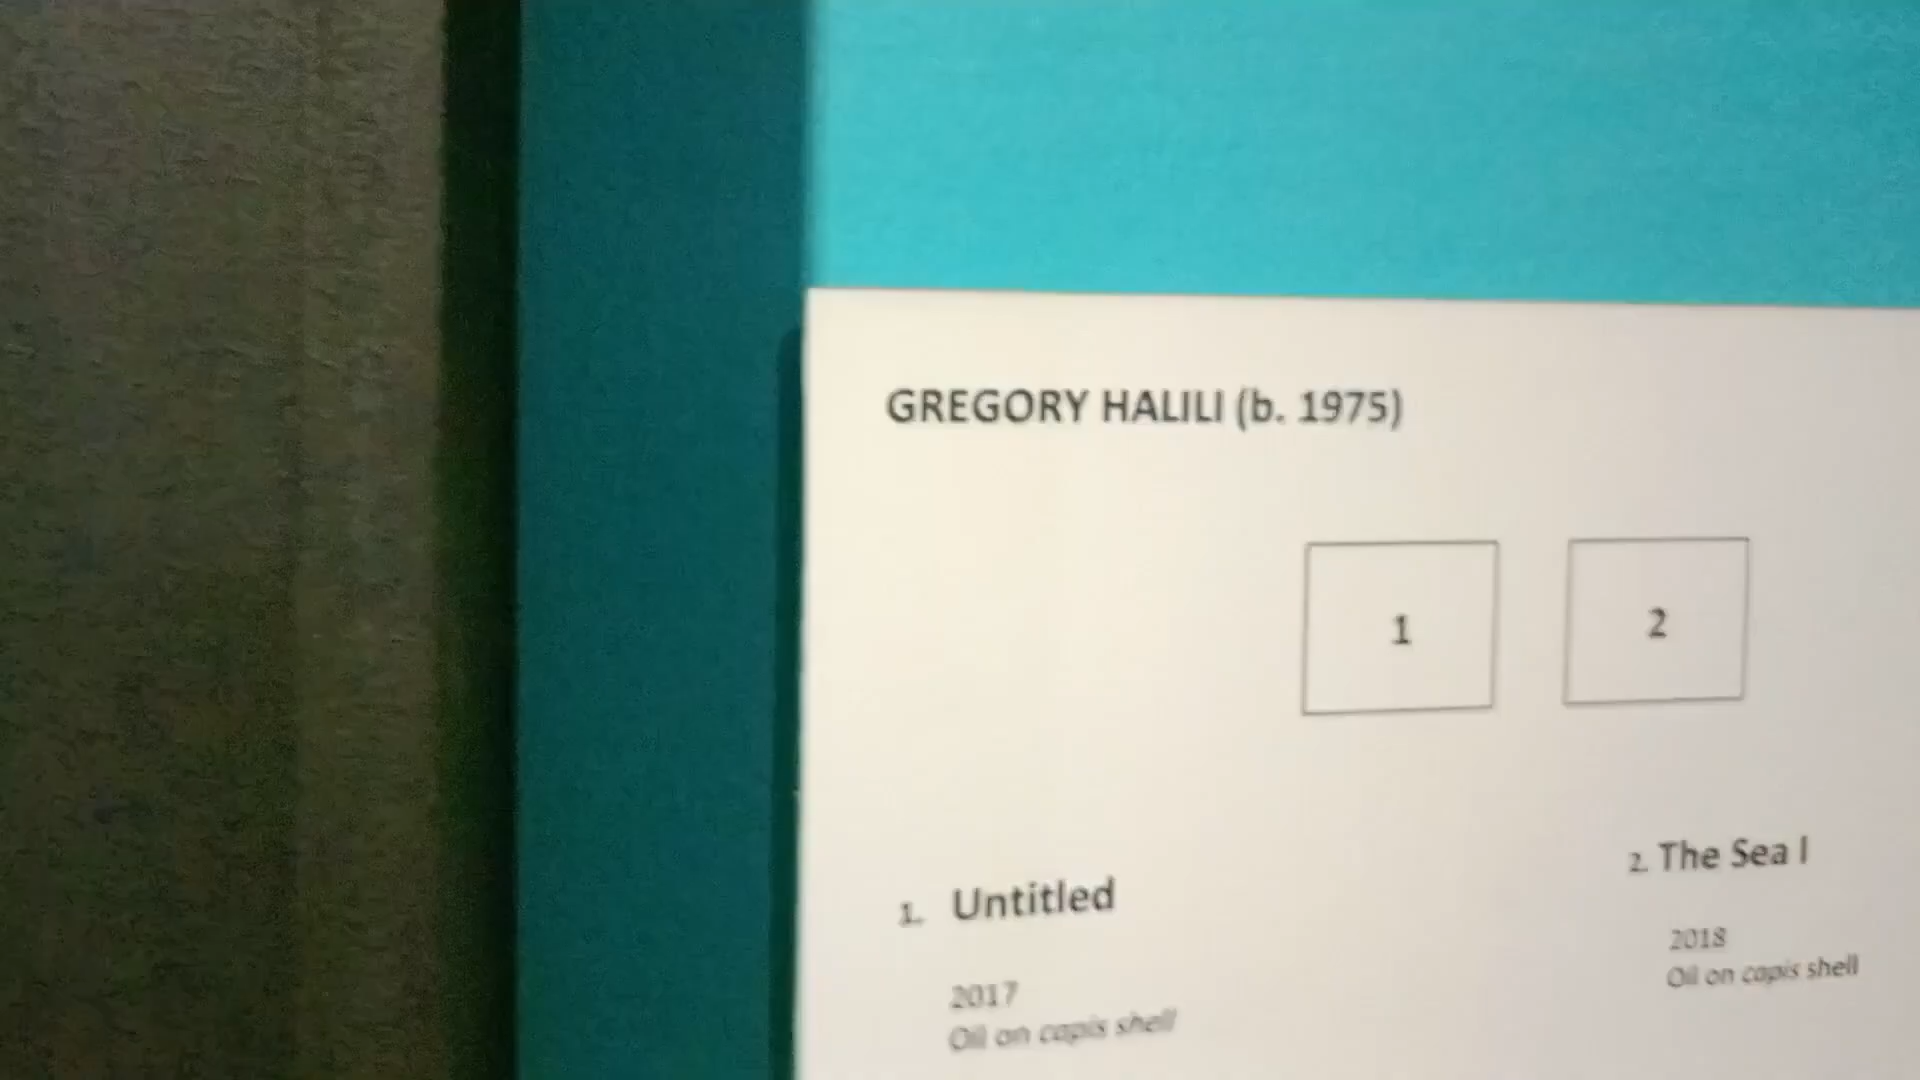 GREGORY HALILI (b. 1975)
1
2
1. Untitled
2017
Oil on capis shell
2. The Sea I
2018
Oil on capis shell